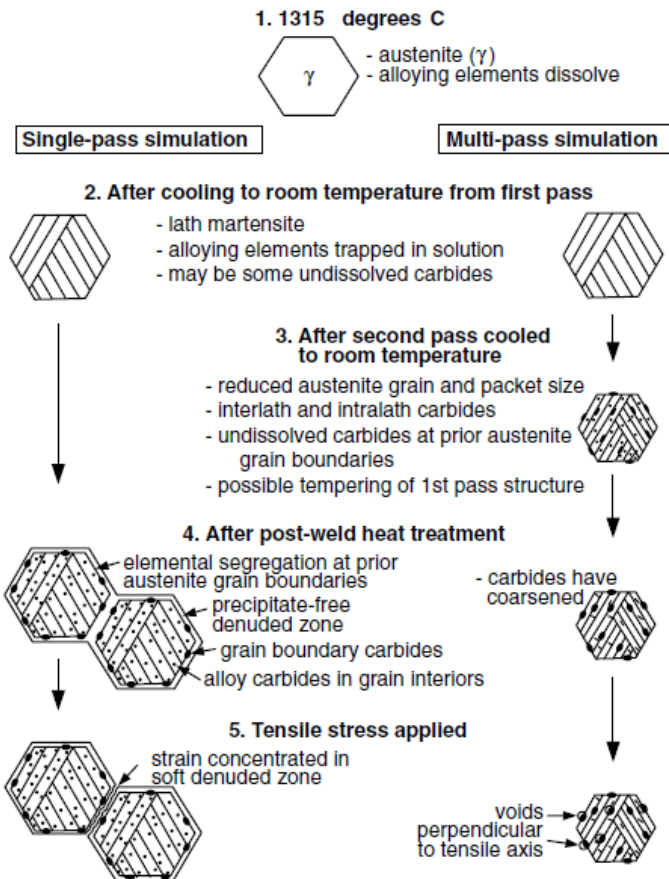 1. 1315 degrees C
γ
- austenite (γ)
- alloying elements dissolve
Single-pass simulation
Multi-pass simulation
2. After cooling to room temperature from first pass
- lath martensite
- alloying elements trapped in solution
- may be some undissolved carbides
3. After second pass cooled
to room temperature
- reduced austenite grain and packet size
- interlath and intralath carbides
- undissolved carbides at prior austenite
grain boundaries
- possible tempering of 1st pass structure
4. After post-weld heat treatment
elemental segregation at prior
austenite grain boundaries
precipitate-free
denuded zone
grain boundary carbides
alloy carbides in grain interiors
- carbides have
coarsened
5. Tensile stress applied
strain concentrated in
soft denuded zone
voids
perpendicular
to tensile axis